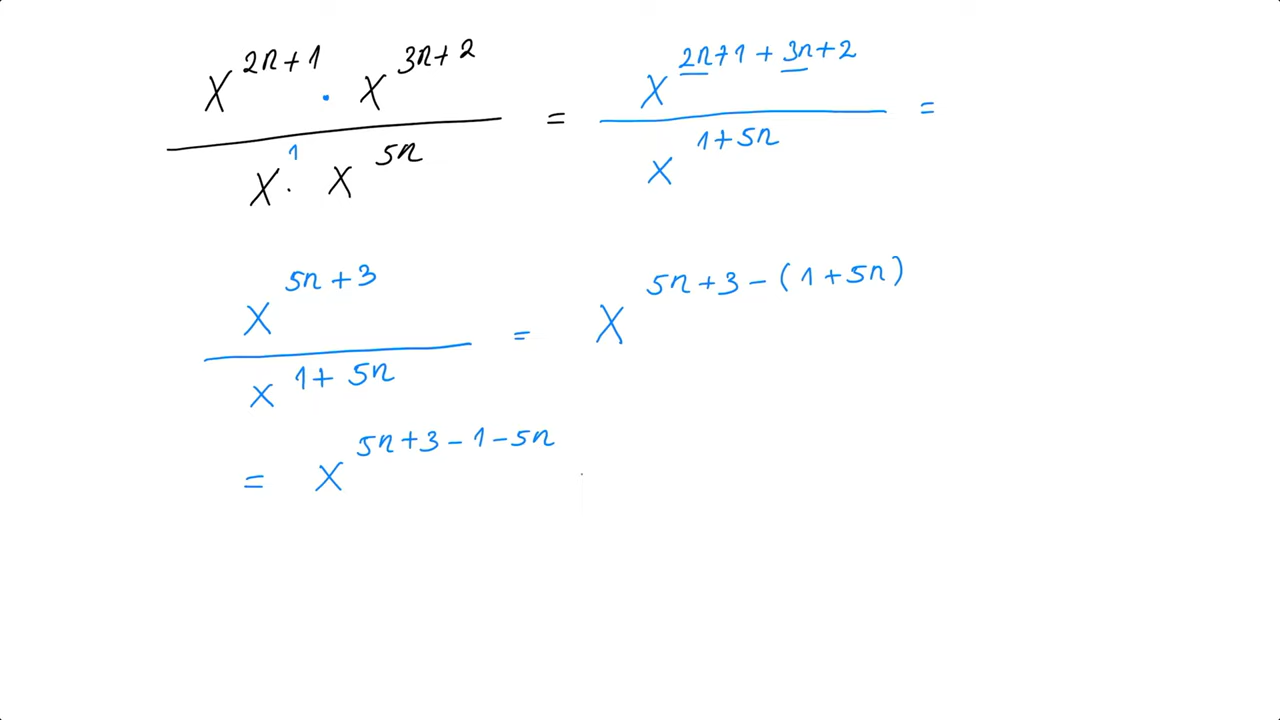 x^{2n+1} · x^{3n+2} / x^1 · x^{5n} = x^{2n+1+3n+2} / x^{1+5n} =
x^{5n+3} / x^{1+5n} = x^{5n+3-(1+5n)}
= x^{5n+3-1-5n}